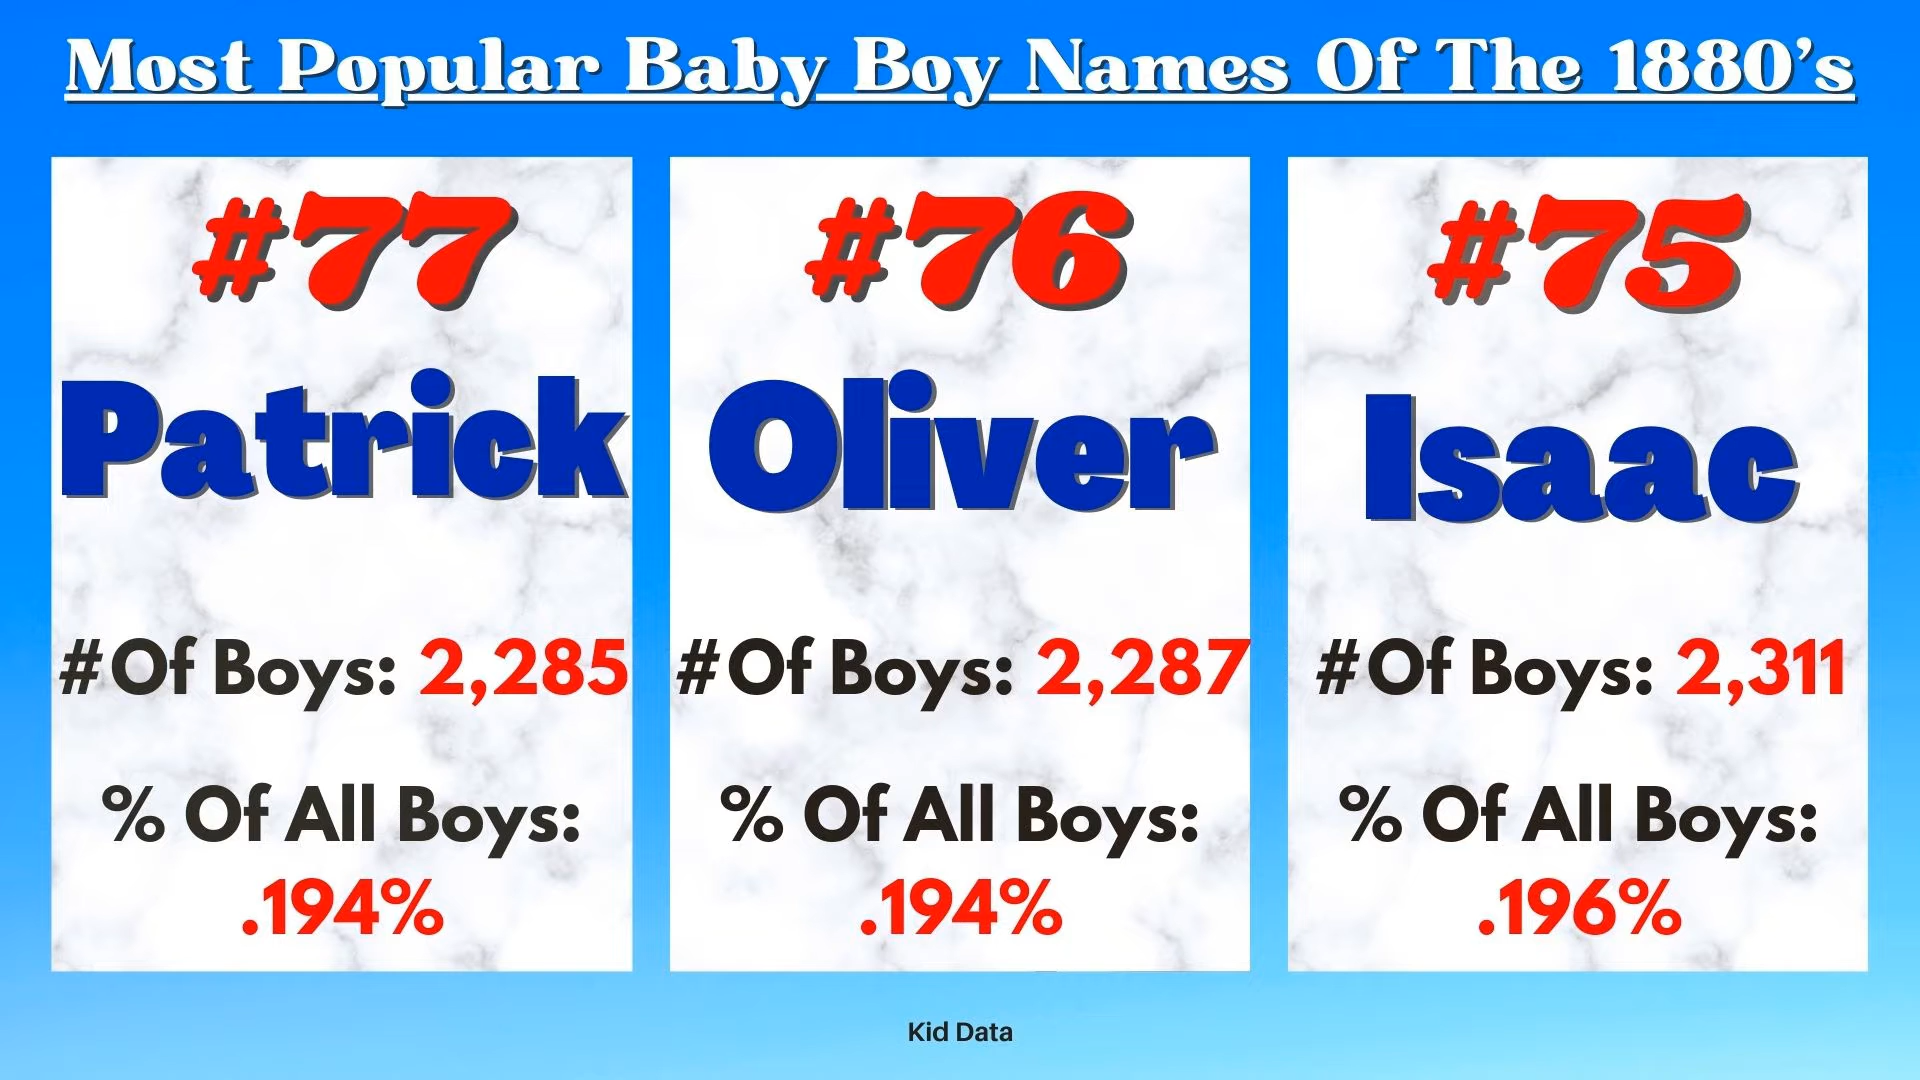 Most Popular Baby Boy Names Of The 1880's
#77
Patrick
#Of Boys: 2,285
% Of All Boys:
.194%
#76
Oliver
#Of Boys: 2,287
% Of All Boys:
.194%
#75
Isaac
#Of Boys: 2,311
% Of All Boys:
.196%
Kid Data